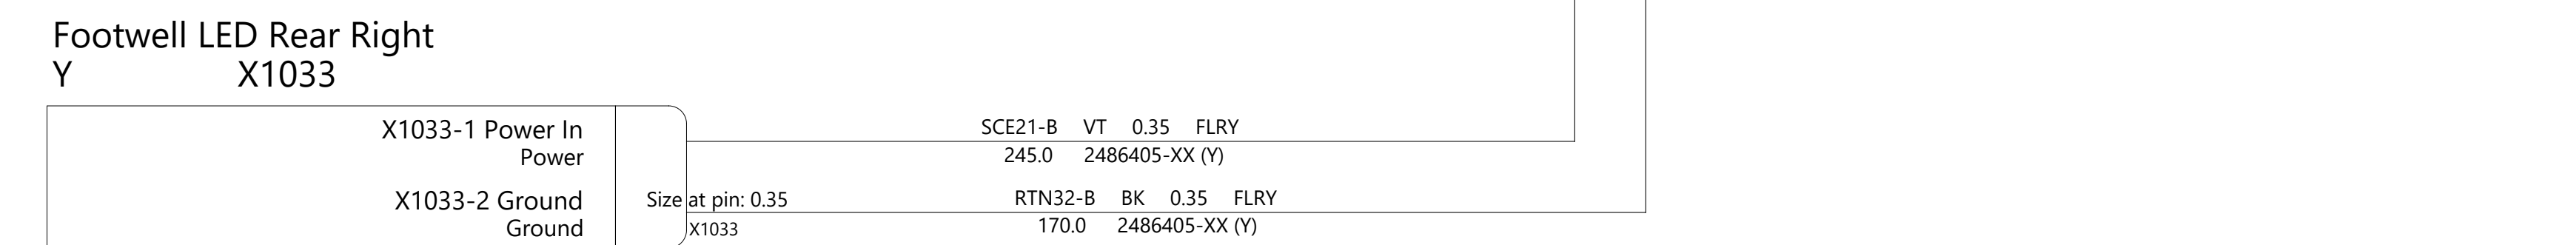 Footwell LED Rear Right
Y X1033
X1033-1 Power In
Power
SCE21-B VT 0.35 FLRY
245.0 2486405-XX (Y)
X1033-2 Ground
Ground
Size at pin: 0.35
X1033
RTN32-B BK 0.35 FLRY
170.0 2486405-XX (Y)